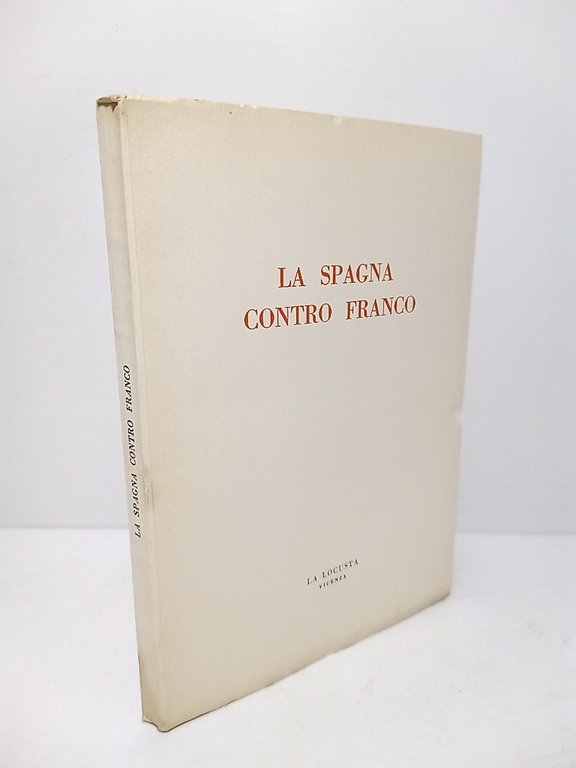 LA SPAGNA CONTRO FRANCO
LA SPAGNA
CONTRO FRANCO
LA LOCUSTA
VICENZA